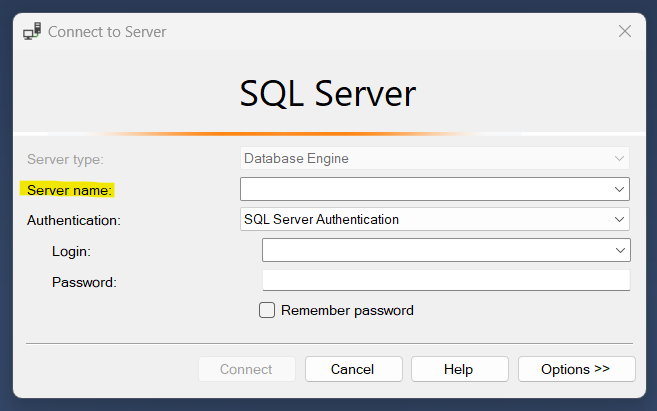 Connect to Server
SQL Server
Server type: Database Engine
Server name:
Authentication: SQL Server Authentication
Login:
Password:
Remember password
Connect Cancel Help Options >>